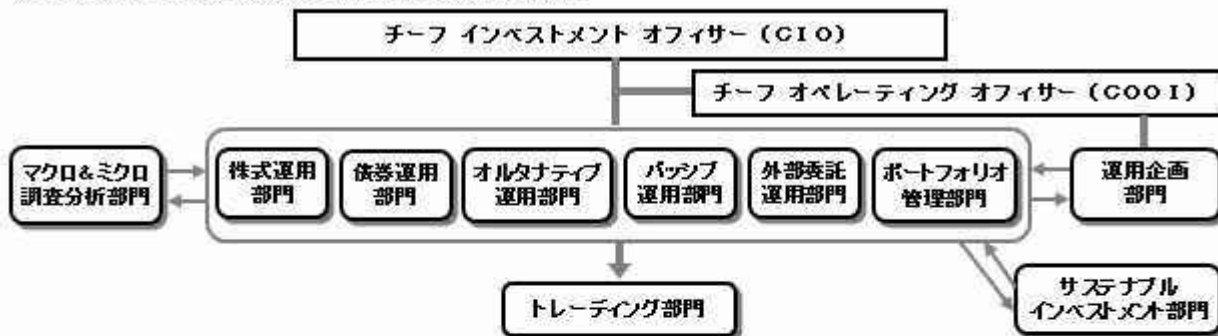 チーフ インベストメント オフィサー（CIO）
チーフ オペレーティング オフィサー（COOI）
マクロ&ミクロ
調査分析部門
株式運用
部門
債券運用
部門
オルタナティブ
運用部門
パッシブ
運用部門
外部委託
運用部門
ポートフォリオ
管理部門
運用企画
部門
トレーディング部門
サステナブル
インベストメント部門